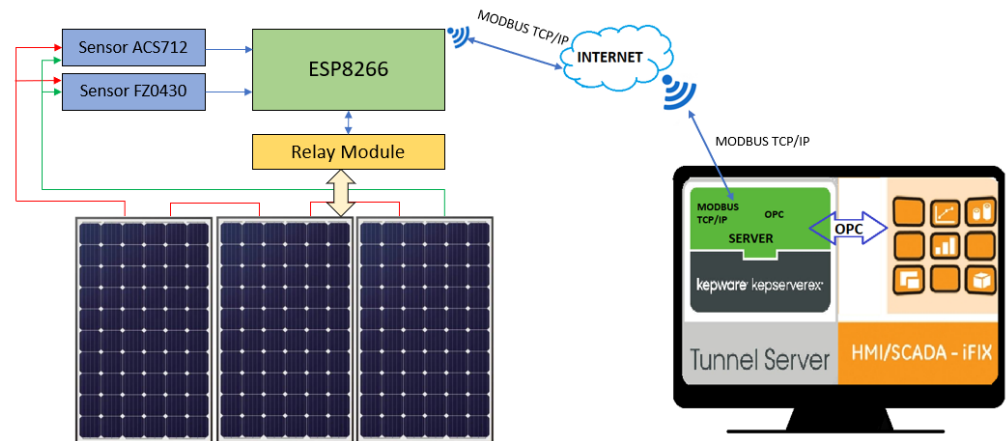 Sensor ACS712
Sensor FZ0430
ESP8266
Relay Module
MODBUS TCP/IP
INTERNET
MODBUS TCP/IP
MODBUS
TCP/IP
OPC
SERVER
OPC
kepware kepserverex
Tunnel Server
HMI/SCADA - iFIX